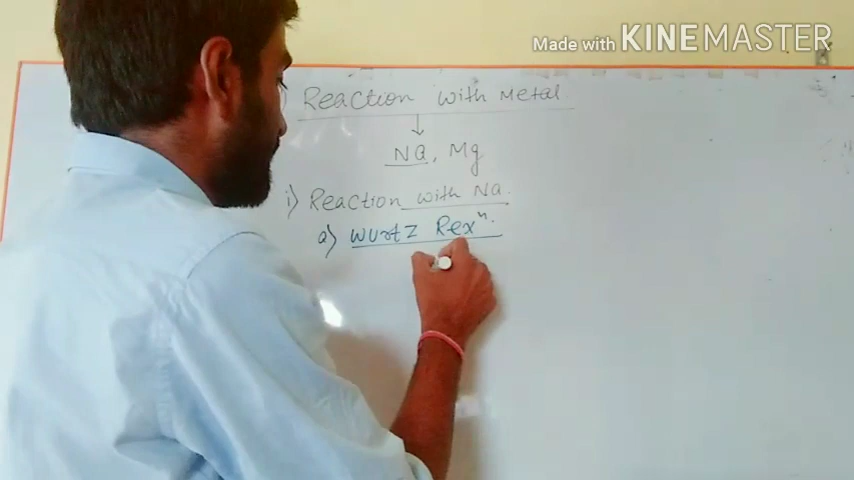 Made with KINEMASTER
) Reaction with Metal
↓
Na, Mg
i) Reaction with Na.
a) Wurtz Rexⁿ.